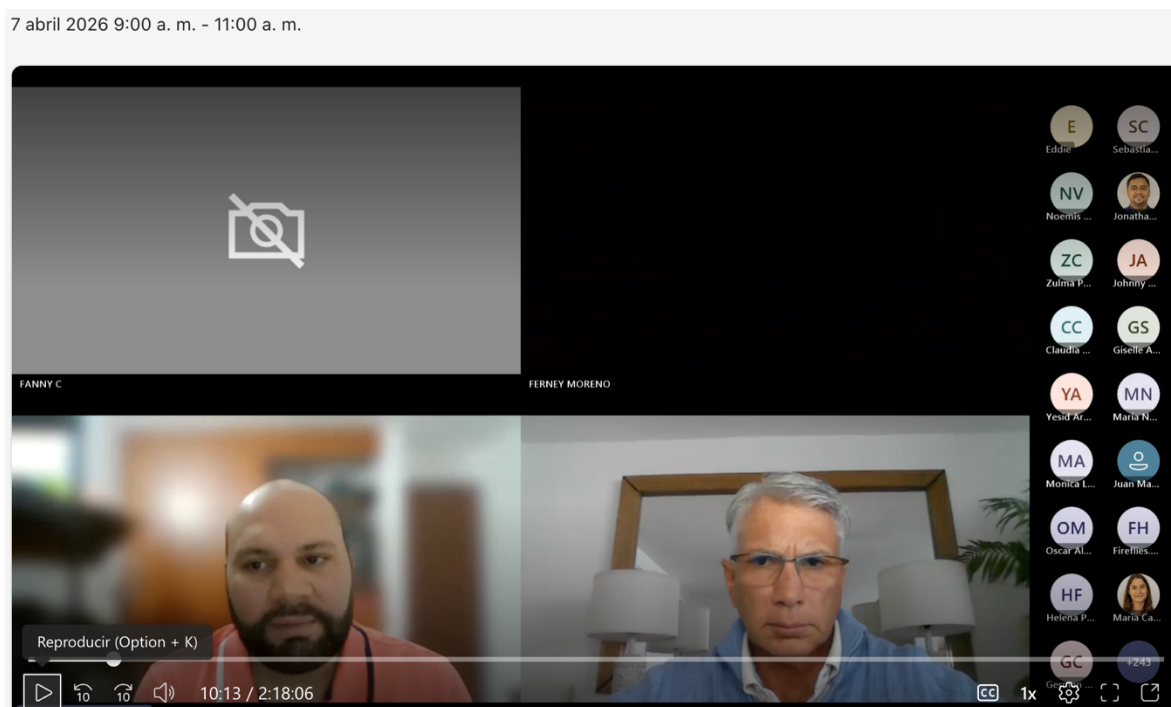 7 abril 2026 9:00 a. m. - 11:00 a. m.
E
SC
Eddie
Sebastia...
NV
Noemis ...
Jonatha...
ZC
JA
Zulma P...
Johnny ...
CC
GS
Claudia ...
Giselle A...
FANNY C
FERNEY MORENO
YA
MN
Yesid Ar...
Maria N...
MA
Monica L...
Juan Ma...
OM
FH
Oscar Al...
Fireflies....
HF
Helena P...
Maria Ca...
Reproducir (Option + K)
GC
+243
10
10
10:13 / 2:18:06
CC
1x